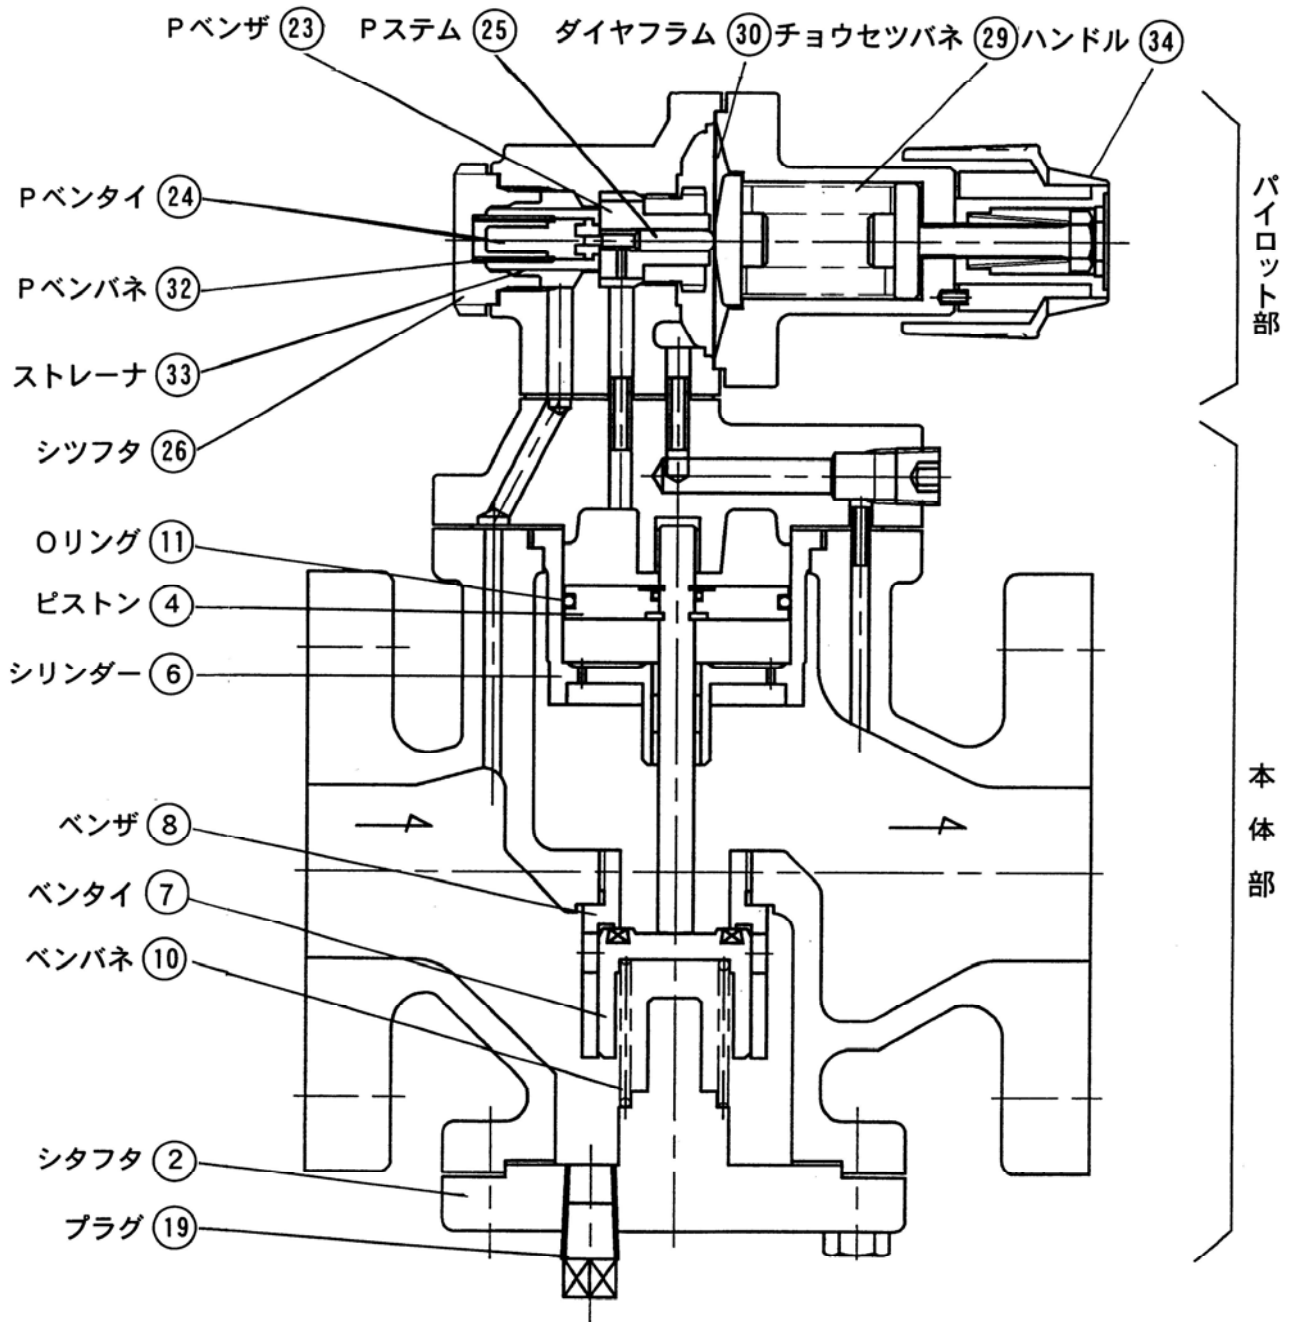 Pベンザ 23 Pステム 25 ダイヤフラム 30 チョウセツバネ 29 ハンドル 34
Pベンタイ 24
Pベンバネ 32
ストレーナ 33
シツフタ 26
Oリング 11
ピストン 4
シリンダー 6
ベンザ 8
ベンタイ 7
ベンバネ 10
シタフタ 2
プラグ 19
パイロット部
本体部